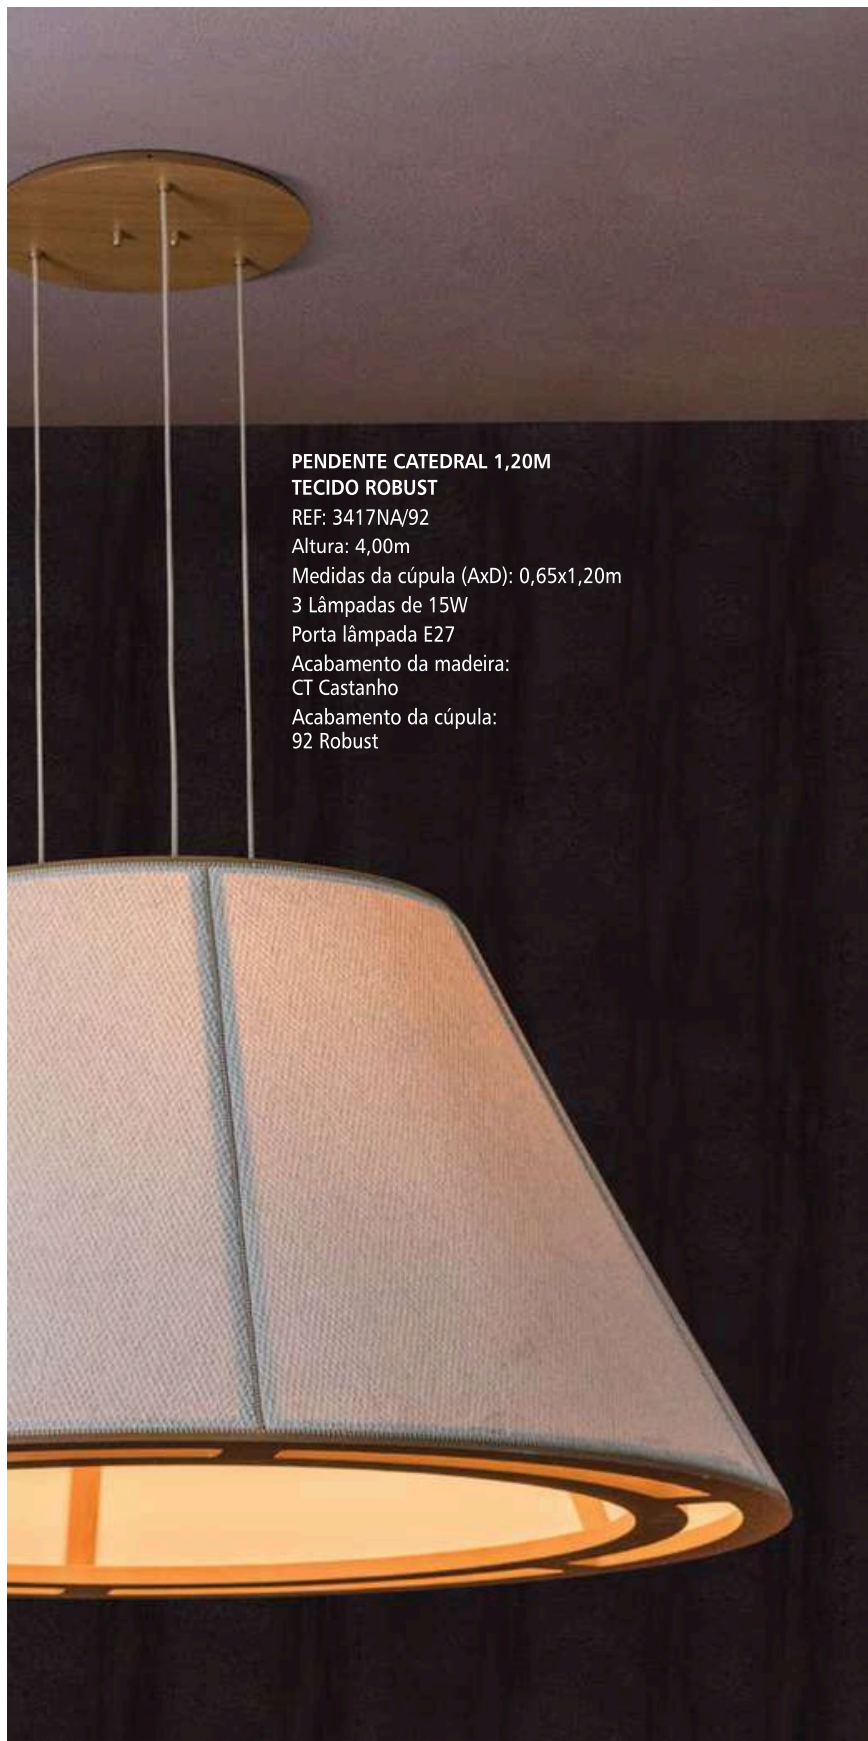 PENDENTE CATEDRAL 1,20M
TECIDO ROBUST
REF: 3417NA/92
Altura: 4,00m
Medidas da cúpula (AxD): 0,65x1,20m
3 Lâmpadas de 15W
Porta lâmpada E27
Acabamento da madeira:
CT Castanho
Acabamento da cúpula:
92 Robust